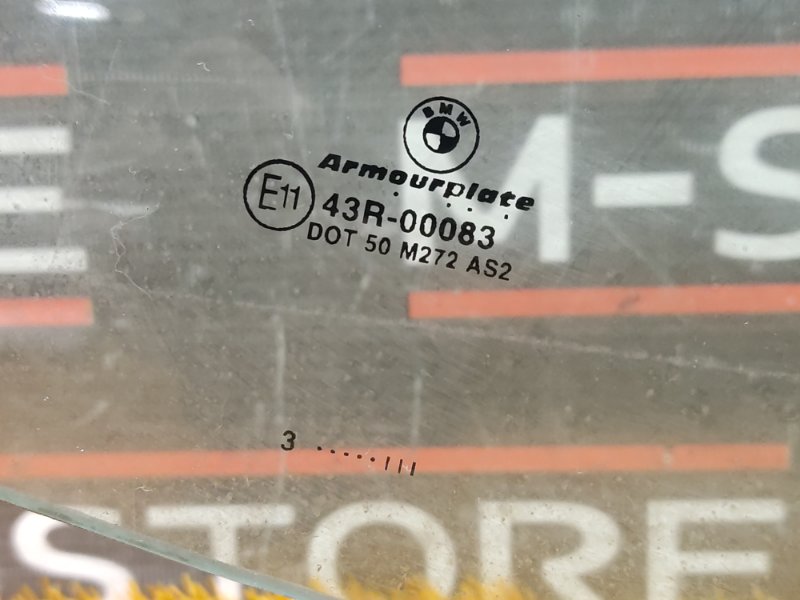 BMW
Armourplate
E11
43R-00083
DOT 50 M272 AS2
M-S
E
3 ..... |||
STORE